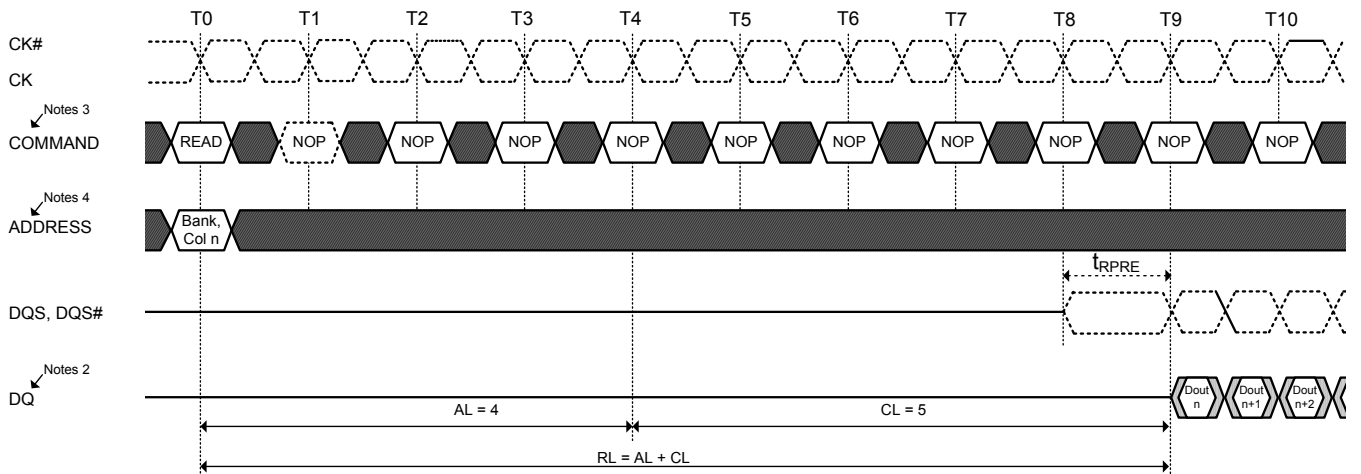 T0 T1 T2 T3 T4 T5 T6 T7 T8 T9 T10
CK#
CK
Notes 3
COMMAND READ NOP NOP NOP NOP NOP NOP NOP NOP NOP NOP
Notes 4
ADDRESS
Bank,
Col n
tRPRE
DQS, DQS#
Notes 2
DQ
Dout n
Dout n+1
Dout n+2
AL = 4 CL = 5
RL = AL + CL